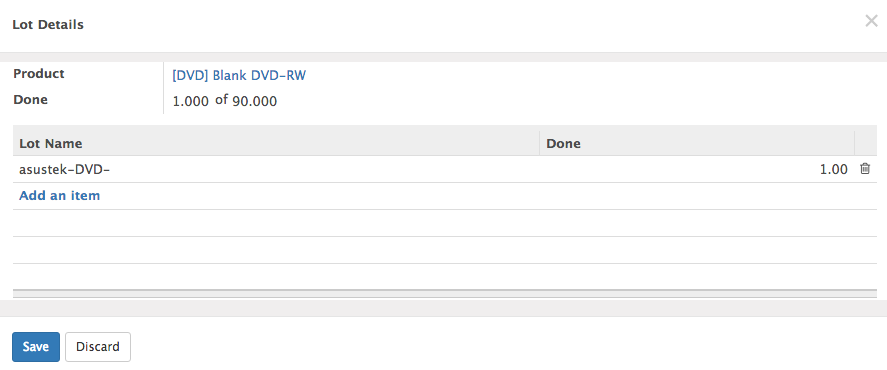 Lot Details
Product [DVD] Blank DVD-RW
Done 1.000 of 90.000
Lot Name Done
asustek-DVD- 1.00
Add an item
Save Discard